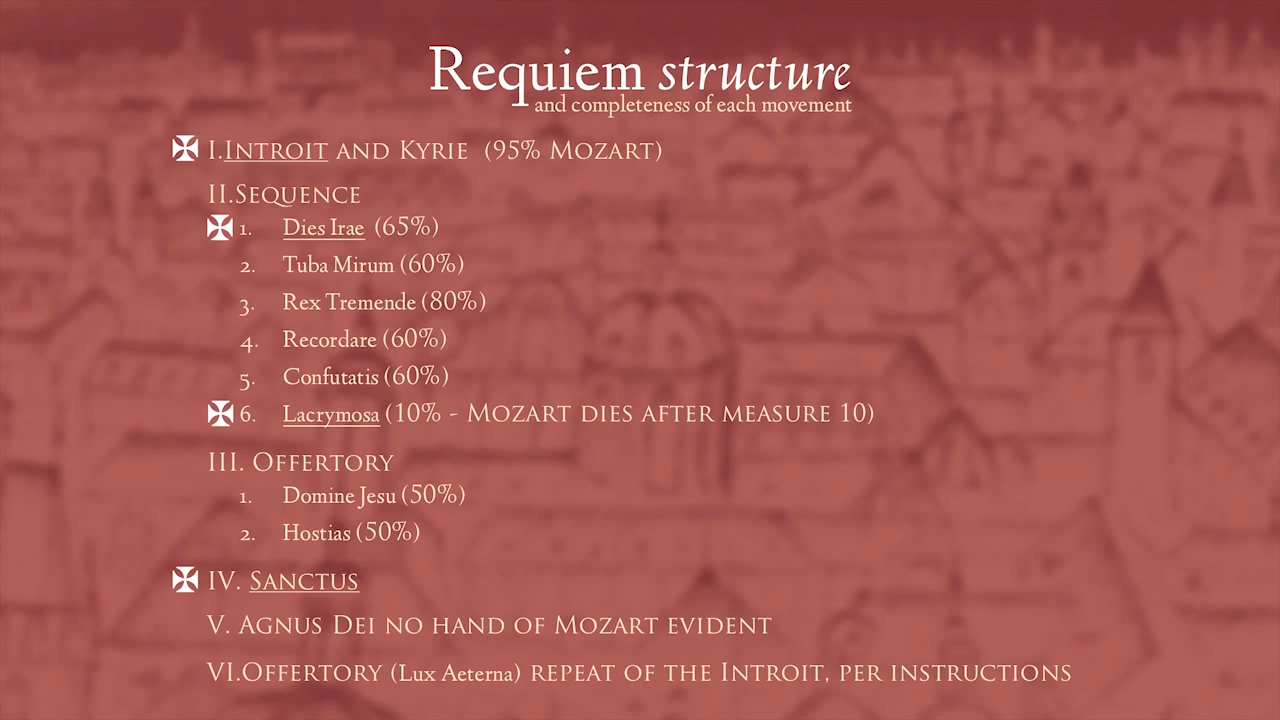 Requiem structure
and completeness of each movement
I.Introit and Kyrie (95% Mozart)
II.Sequence
1. Dies Irae (65%)
2. Tuba Mirum (60%)
3. Rex Tremende (80%)
4. Recordare (60%)
5. Confutatis (60%)
6. Lacrymosa (10% - Mozart dies after measure 10)
III. Offertory
1. Domine Jesu (50%)
2. Hostias (50%)
IV. Sanctus
V. Agnus Dei no hand of Mozart evident
VI.Offertory (Lux Aeterna) repeat of the Introit, per instructions